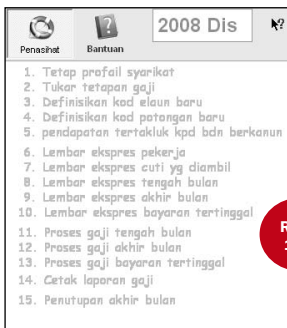 2008 Dis
Penasihat
Bantuan
1. Tetap profail syarikat
2. Tukar tetapan gaji
3. Definisikan kod elaun baru
4. Definisikan kod potongan baru
5. pendapatan tertakluk kpd bdn berkanun
6. Lembar ekspres pekerja
7. Lembar ekspres cuti yg diambil
8. Lembar ekspres tengah bulan
9. Lembar ekspres akhir bulan
10. Lembar ekspres bayaran tertinggal
11. Proses gaji tengah bulan
12. Proses gaji akhir bulan
13. Proses gaji bayaran tertinggal
14. Cetak laporan gaji
15. Penutupan akhir bulan